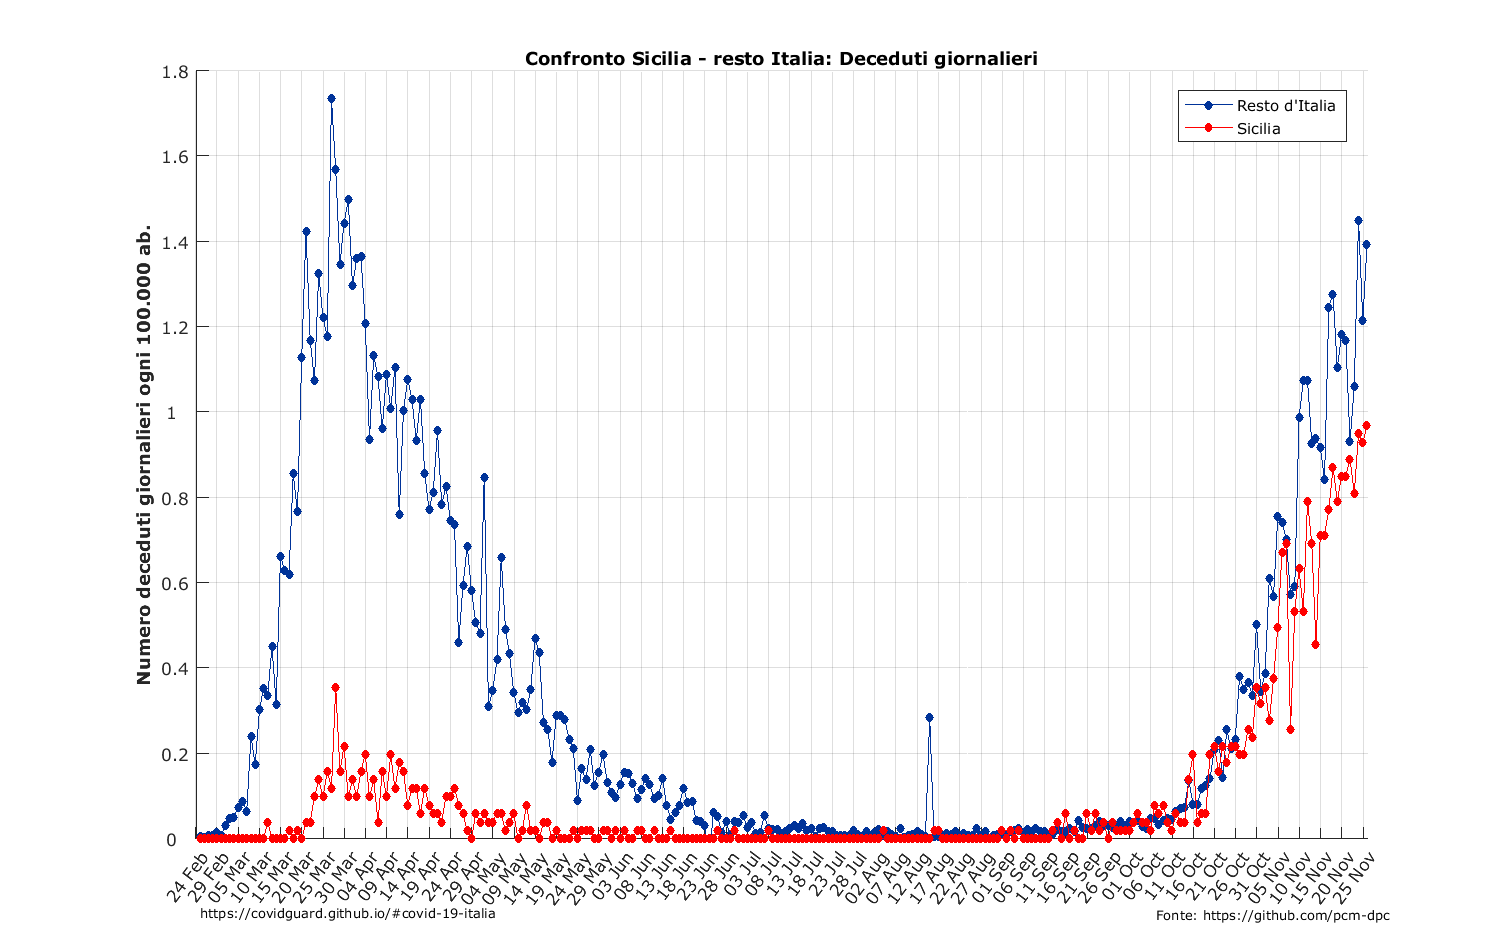 Confronto Sicilia - resto Italia: Deceduti giornalieri
Numero deceduti giornalieri ogni 100.000 ab.
1.8
1.6
1.4
1.2
1
0.8
0.6
0.4
0.2
0
Resto d'Italia
Sicilia
24 Feb
29 Feb
05 Mar
10 Mar
15 Mar
20 Mar
25 Mar
30 Mar
04 Apr
09 Apr
14 Apr
19 Apr
24 Apr
29 Apr
04 May
09 May
14 May
19 May
24 May
29 May
03 Jun
08 Jun
13 Jun
18 Jun
23 Jun
28 Jun
03 Jul
08 Jul
13 Jul
18 Jul
23 Jul
28 Jul
02 Aug
07 Aug
12 Aug
17 Aug
22 Aug
27 Aug
01 Sep
06 Sep
11 Sep
16 Sep
21 Sep
26 Sep
01 Oct
06 Oct
11 Oct
16 Oct
21 Oct
26 Oct
31 Oct
05 Nov
10 Nov
15 Nov
20 Nov
25 Nov
https://covidguard.github.io/#covid-19-italia
Fonte: https://github.com/pcm-dpc